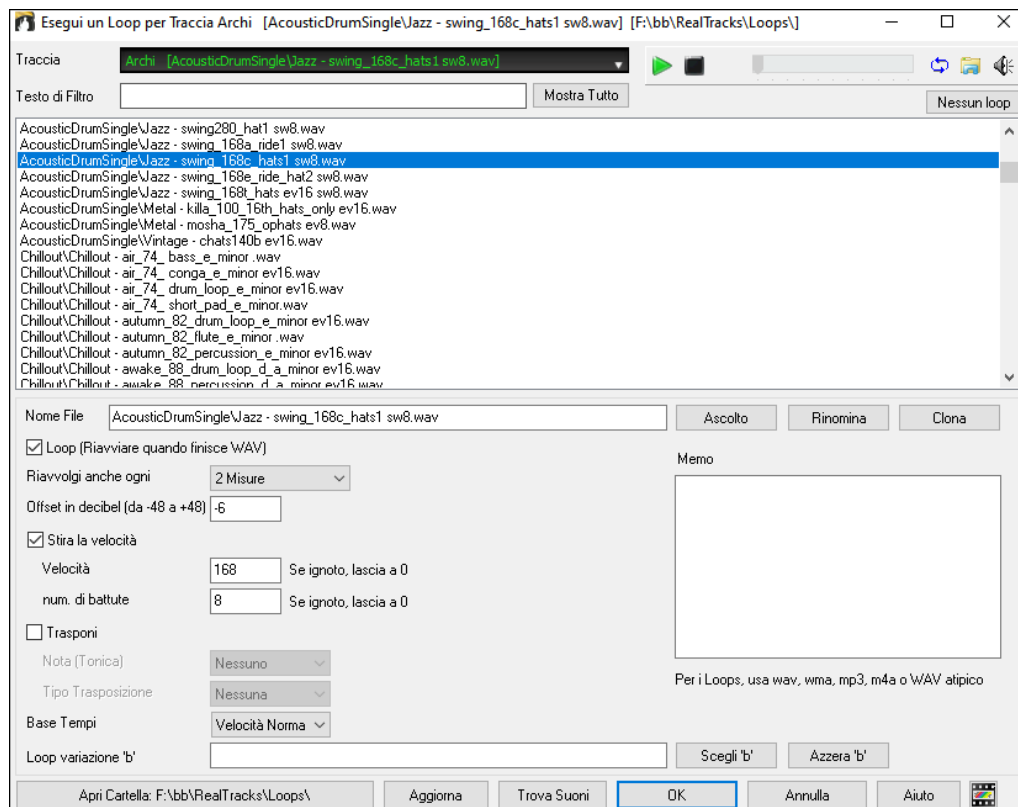 Esegui un Loop per Traccia Archi [AcousticDrumSingle\Jazz - swing_168c_hats1 sw8.wav] [F:\bb\RealTracks\Loops\]
Traccia
Archi [AcousticDrumSingle\Jazz - swing_168c_hats1 sw8.wav]
Testo di Filtro
Mostra Tutto
Nessun loop
AcousticDrumSingle\Jazz - swing280_hat1 sw8.wav
AcousticDrumSingle\Jazz - swing_168a_ride1 sw8.wav
AcousticDrumSingle\Jazz - swing_168c_hats1 sw8.wav
AcousticDrumSingle\Jazz - swing_168e_ride_hat2 sw8.wav
AcousticDrumSingle\Jazz - swing_168t_hats ev16 sw8.wav
AcousticDrumSingle\Metal - killa_100_16th_hats_only ev16.wav
AcousticDrumSingle\Metal - mosha_175_ophats ev8.wav
AcousticDrumSingle\Vintage - chats140b ev16.wav
Chillout\Chillout - air_74_ bass_e_minor .wav
Chillout\Chillout - air_74_ conga_e_minor ev16.wav
Chillout\Chillout - air_74_ drum_loop_e_minor ev16.wav
Chillout\Chillout - air_74_ short_pad_e_minor.wav
Chillout\Chillout - autumn_82_drum_loop_e_minor ev16.wav
Chillout\Chillout - autumn_82_flute_e_minor .wav
Chillout\Chillout - autumn_82_percussion_e_minor ev16.wav
Chillout\Chillout - awake_88_drum_loop_d_a_minor ev16.wav
Chillout\Chillout - awake_88_percussion_d_a_minor ev16.wav
Nome File
AcousticDrumSingle\Jazz - swing_168c_hats1 sw8.wav
Ascolto
Rinomina
Clona
Loop (Riavviare quando finisce WAV)
Memo
Riavvolgi anche ogni
2 Misure
Offset in decibel (da -48 a +48)
-6
Stira la velocità
Velocità
168
Se ignoto, lascia a 0
num. di battute
8
Se ignoto, lascia a 0
Trasponi
Nota (Tonica)
Nessuno
Tipo Trasposizione
Nessuna
Per i Loops, usa wav, wma, mp3, m4a o WAV atipico
Base Tempi
Velocità Norma
Loop variazione 'b'
Scegli 'b'
Azzera 'b'
Apri Cartella: F:\bb\RealTracks\Loops\
Aggiorna
Trova Suoni
OK
Annulla
Aiuto